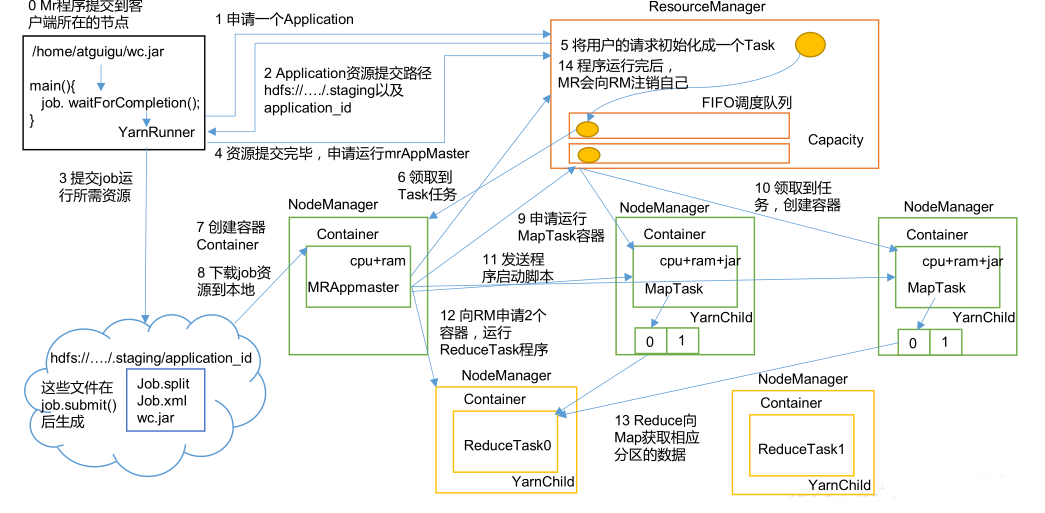 0 Mr程序提交到客
户端所在的节点
/home/atguigu/wc.jar
main(){
job. waitForCompletion();
}
YarnRunner
1 申请一个Application
2 Application资源提交路径
hdfs://…./.staging以及
application_id
4 资源提交完毕，申请运行mrAppMaster
3 提交job运
行所需资源
ResourceManager
5 将用户的请求初始化成一个Task
14 程序运行完后，
MR会向RM注销自己
FIFO调度队列
Capacity
6 领取到
Task任务
7 创建容器
Container
8 下载job资
源到本地
NodeManager
Container
cpu+ram
MRAppmaster
9 申请运行
MapTask容器
10 领取到任
务，创建容器
11 发送程
序启动脚本
NodeManager
Container
cpu+ram+jar
MapTask
YarnChild
0 1
NodeManager
Container
cpu+ram+jar
MapTask
YarnChild
0 1
12 向RM申请2个
容器，运行
ReduceTask程序
hdfs://…./.staging/application_id
这些文件在
job.submit()
后生成
Job.split
Job.xml
wc.jar
NodeManager
Container
ReduceTask0
YarnChild
13 Reduce向
Map获取相应
分区的数据
NodeManager
Container
ReduceTask1
YarnChild